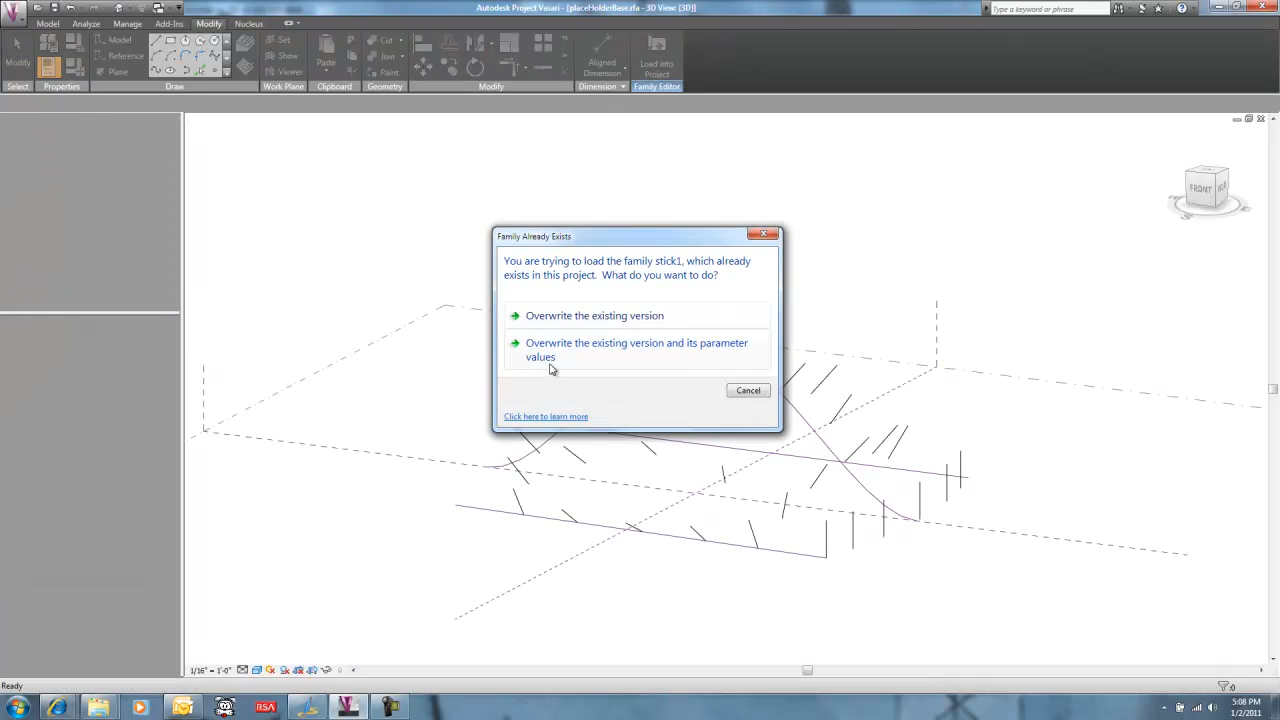 Autodesk Project Vasari - [placeHolderBase.rfa - 3D View: {3D}]
Type a keyword or phrase
Model
Analyze
Manage
Add-Ins
Modify
Nucleus
Modify
Model
Reference
Plane
Set
Show
Viewer
Paste
Cut
Join
Paint
Aligned
Dimension
Load into
Project
Select
Properties
Draw
Work Plane
Clipboard
Geometry
Modify
Dimension
Family Editor
FRONT
Family Already Exists
You are trying to load the family stick1, which already
exists in this project. What do you want to do?
Overwrite the existing version
Overwrite the existing version and its parameter
values
Cancel
Click here to learn more
1/16" = 1'-0"
Ready
:0
RSA
5:08 PM
1/2/2011